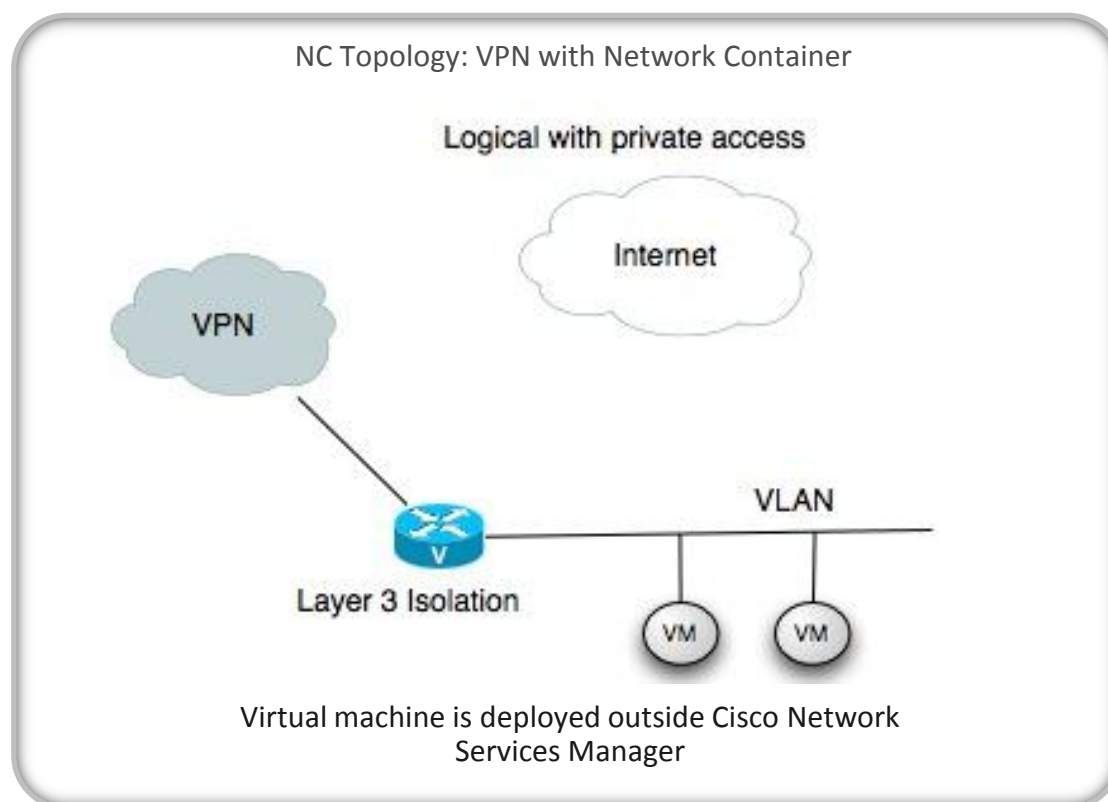 NC Topology: VPN with Network Container
Logical with private access
Internet
VPN
VLAN
V
Layer 3 Isolation
VM
VM
Virtual machine is deployed outside Cisco Network
Services Manager